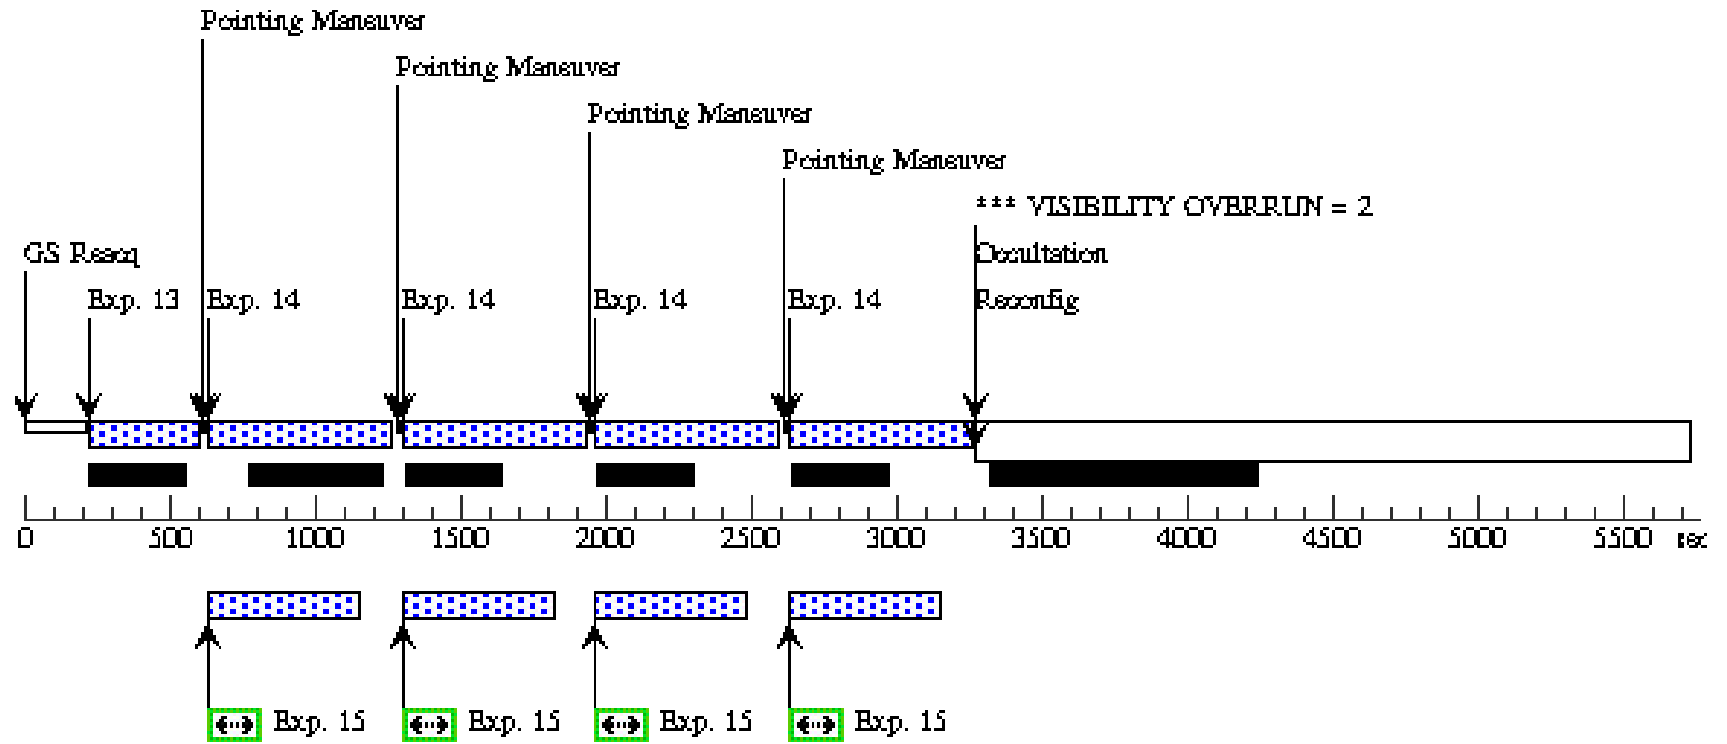 Pointing Maneuver
Pointing Maneuver
Pointing Maneuver
Pointing Maneuver
*** VISIBILITY OVERRUN = 2
GS Reacq
Occultation
Exp. 13 Exp. 14 Exp. 14 Exp. 14 Exp. 14 Reconfig
0 500 1000 1500 2000 2500 3000 3500 4000 4500 5000 5500 sec
Exp. 15 Exp. 15 Exp. 15 Exp. 15